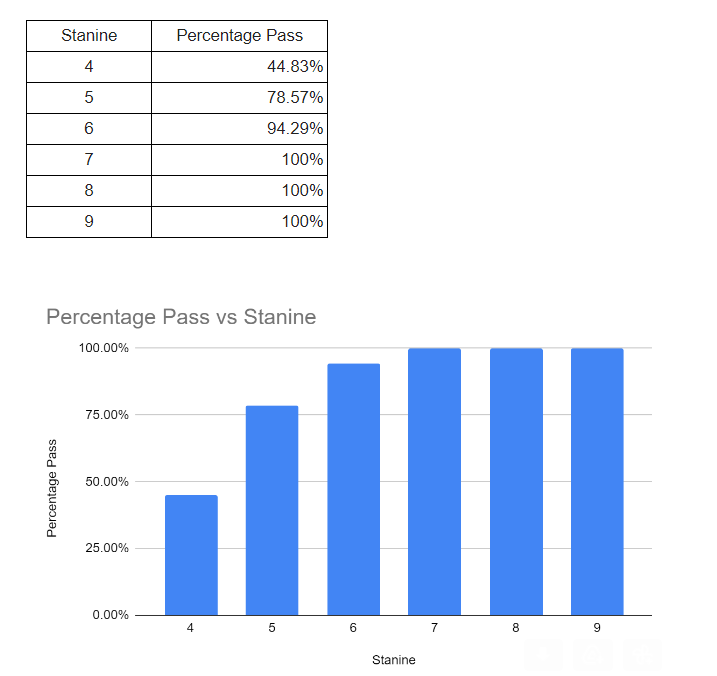 Stanine Percentage Pass
4 44.83%
5 78.57%
6 94.29%
7 100%
8 100%
9 100%
Percentage Pass vs Stanine
100.00%
75.00%
50.00%
25.00%
0.00%
Percentage Pass
4 5 6 7 8 9
Stanine